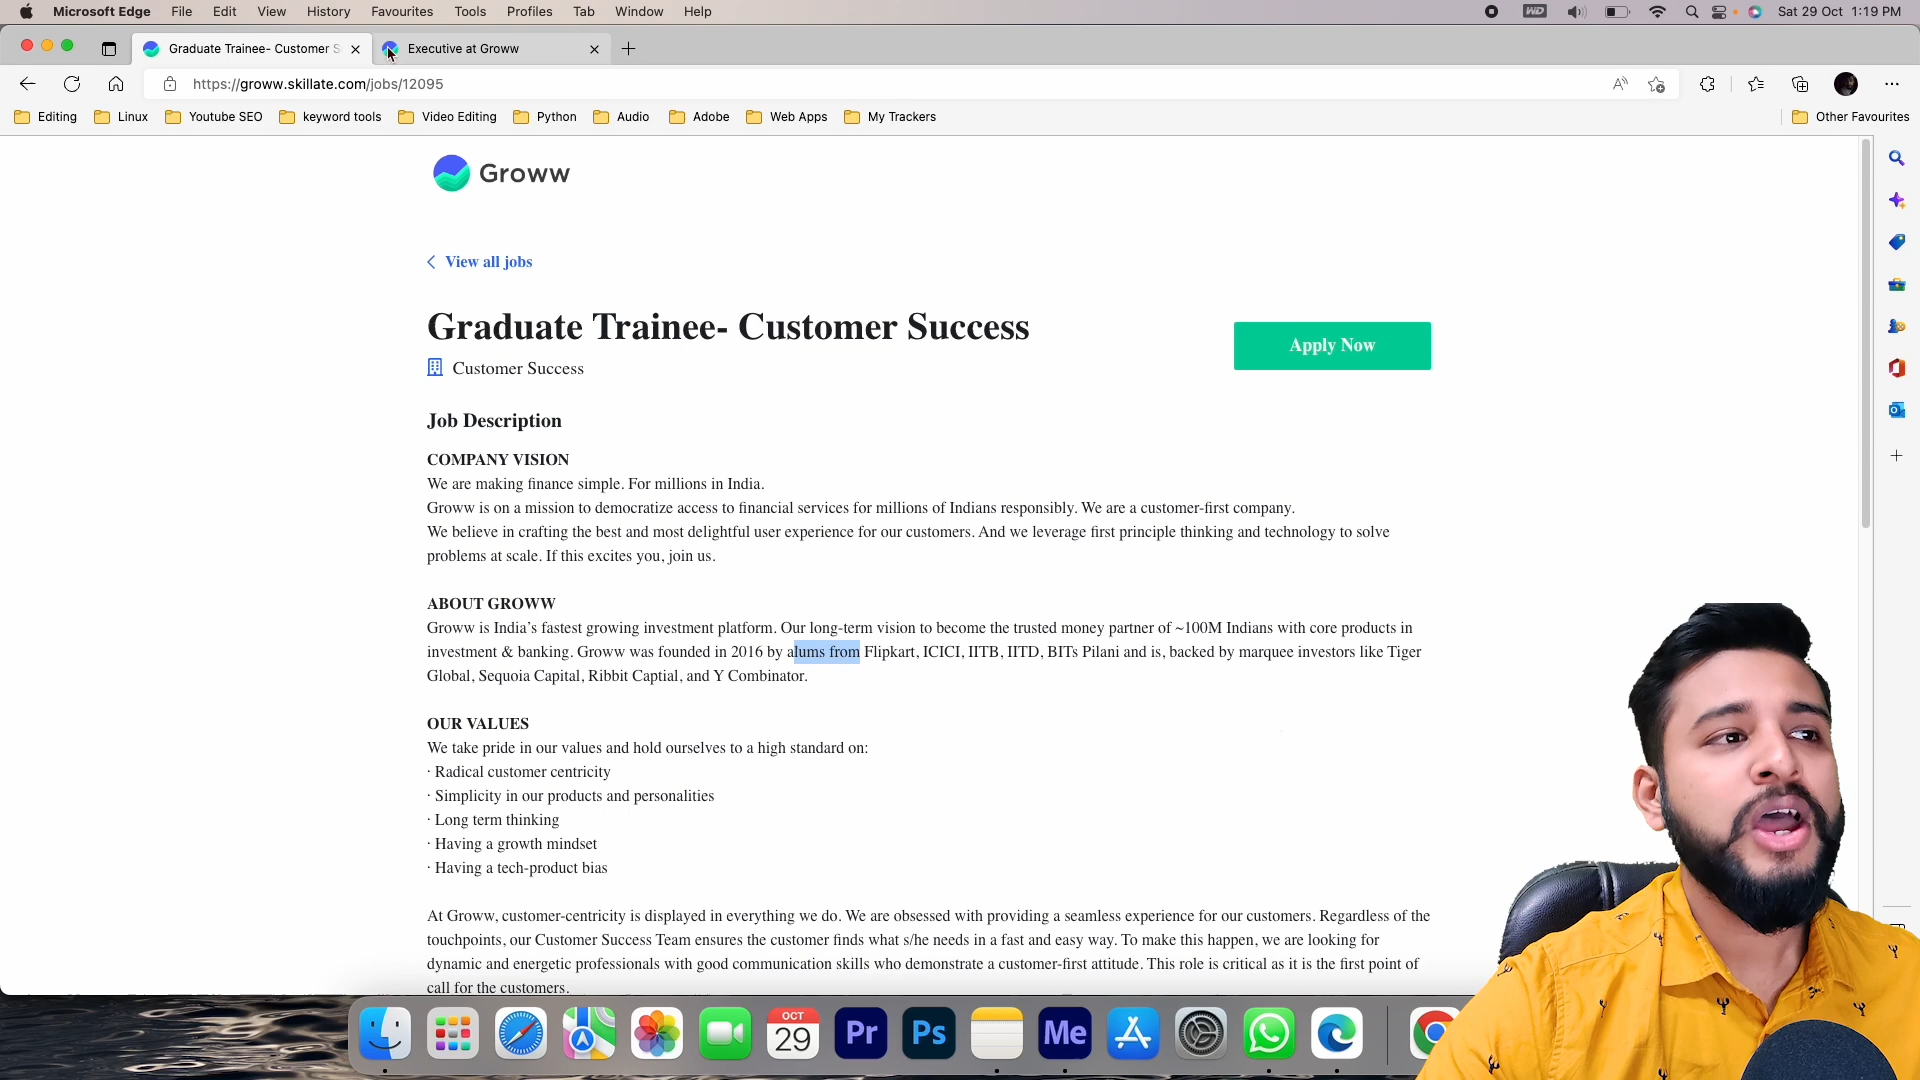 Microsoft Edge File Edit View History Favourites Tools Profiles Tab Window Help WD Sat 29 Oct 1:19 PM
Graduate Trainee- Customer S Executive at Groww
https://groww.skillate.com/jobs/12095
Editing Linux Youtube SEO keyword tools Video Editing Python Audio Adobe Web Apps My Trackers Other Favourites
Groww
View all jobs
Graduate Trainee- Customer Success
Apply Now
Customer Success
Job Description
COMPANY VISION
We are making finance simple. For millions in India.
Groww is on a mission to democratize access to financial services for millions of Indians responsibly. We are a customer-first company.
We believe in crafting the best and most delightful user experience for our customers. And we leverage first principle thinking and technology to solve
problems at scale. If this excites you, join us.
ABOUT GROWW
Groww is India's fastest growing investment platform. Our long-term vision to become the trusted money partner of ~100M Indians with core products in
investment & banking. Groww was founded in 2016 by alums from Flipkart, ICICI, IITB, IITD, BITs Pilani and is, backed by marquee investors like Tiger
Global, Sequoia Capital, Ribbit Captial, and Y Combinator.
OUR VALUES
We take pride in our values and hold ourselves to a high standard on:
· Radical customer centricity
· Simplicity in our products and personalities
· Long term thinking
· Having a growth mindset
· Having a tech-product bias
At Groww, customer-centricity is displayed in everything we do. We are obsessed with providing a seamless experience for our customers. Regardless of the
touchpoints, our Customer Success Team ensures the customer finds what s/he needs in a fast and easy way. To make this happen, we are looking for
dynamic and energetic professionals with good communication skills who demonstrate a customer-first attitude. This role is critical as it is the first point of
call for the customers.
OCT
29
Pr
Ps
Me